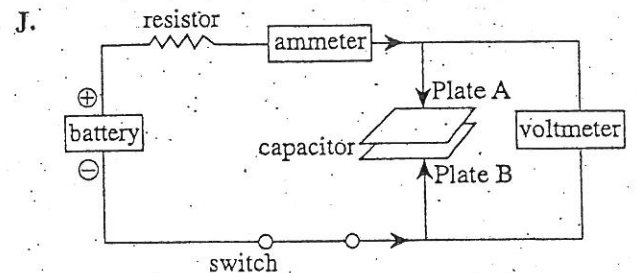 J.
resistor
ammeter
Plate A
⊕
battery
⊖
capacitor
voltmeter
Plate B
switch